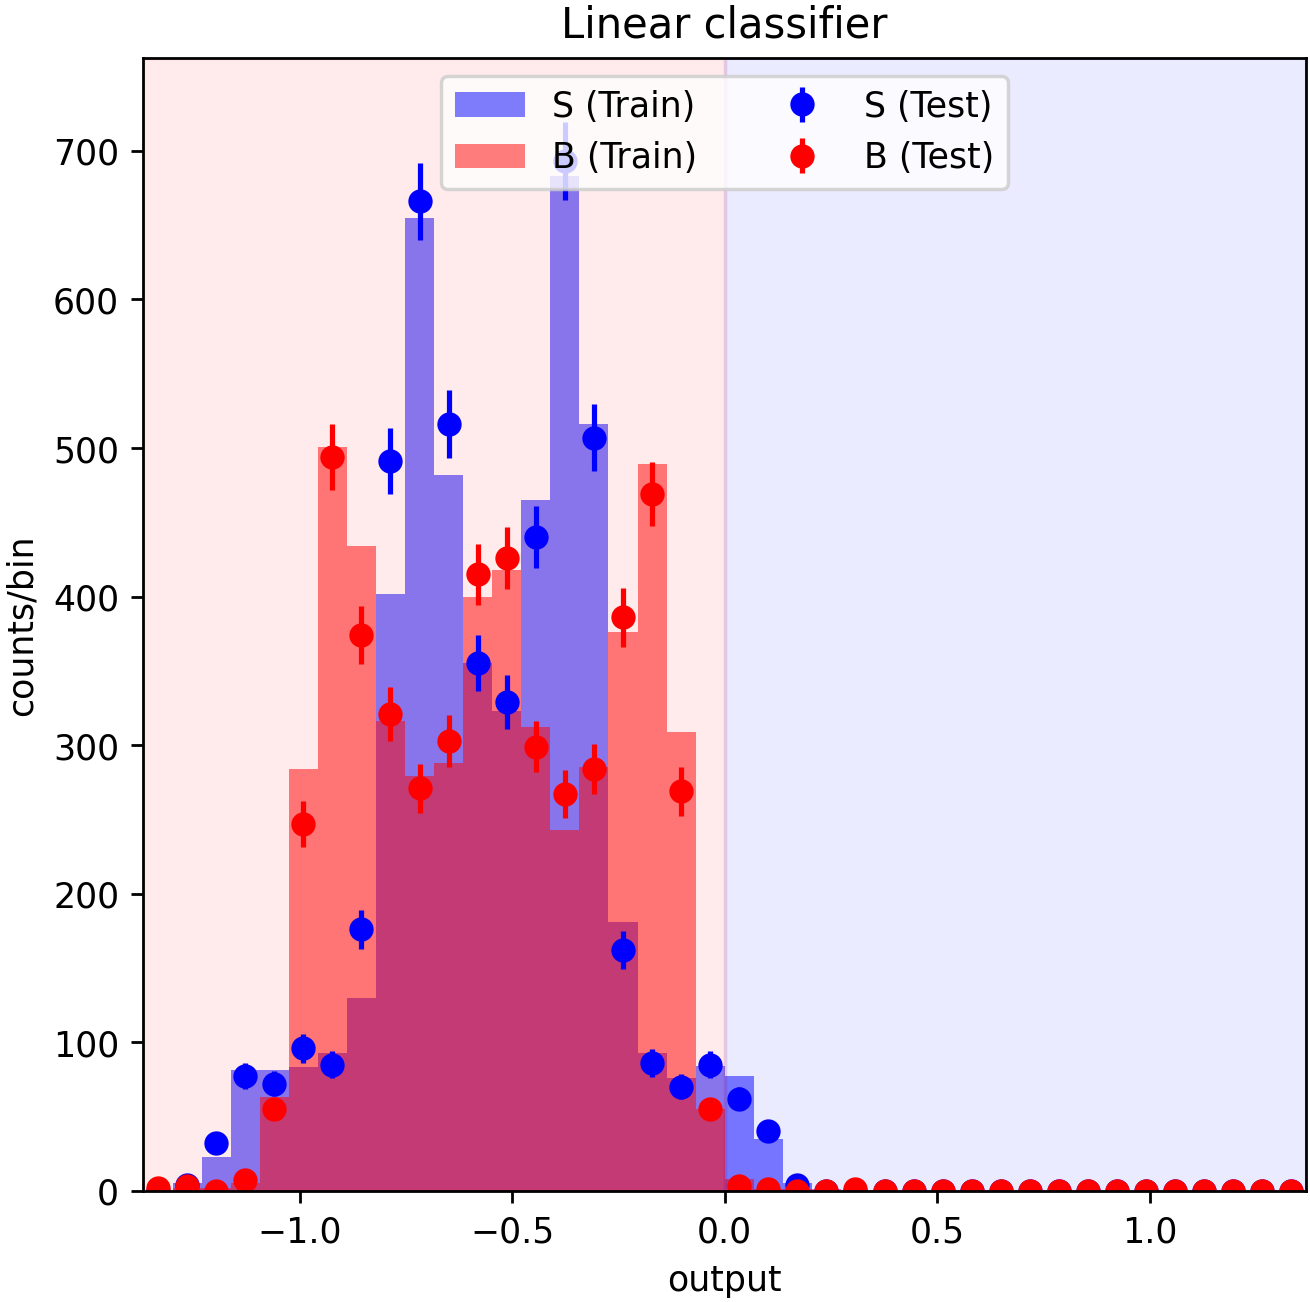 Linear classifier
S (Train)
B (Train)
S (Test)
B (Test)
counts/bin
700
600
500
400
300
200
100
0
−1.0 −0.5 0.0 0.5 1.0
output